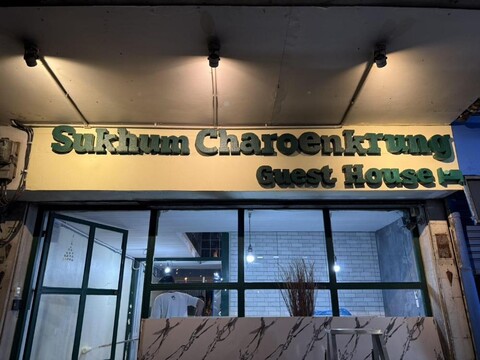 Sukhum Charoenkrung
Guest House